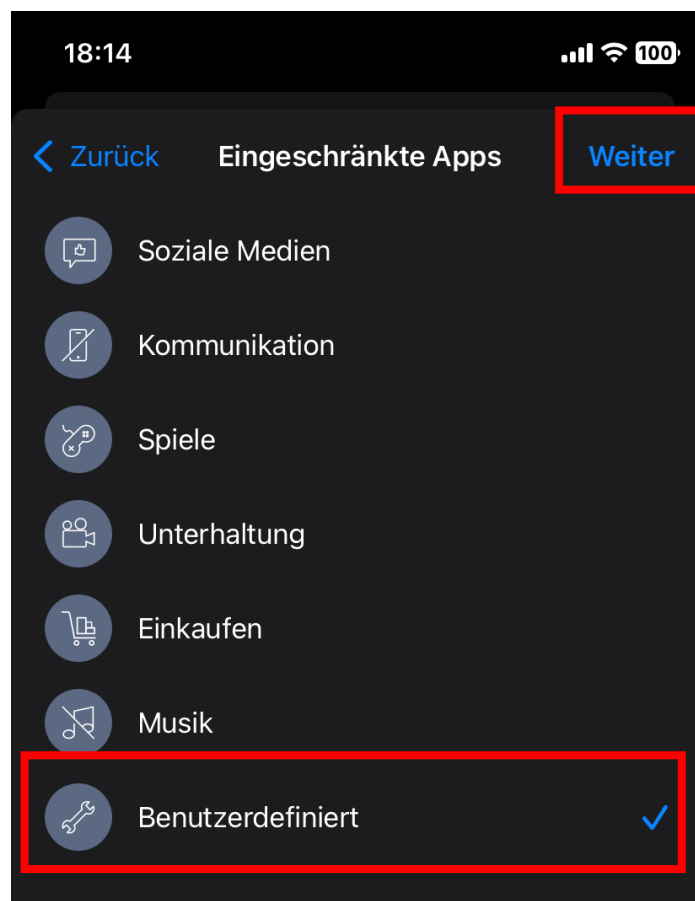 18:14
100
Zurück
Eingeschränkte Apps
Weiter
Soziale Medien
Kommunikation
Spiele
Unterhaltung
Einkaufen
Musik
Benutzerdefiniert